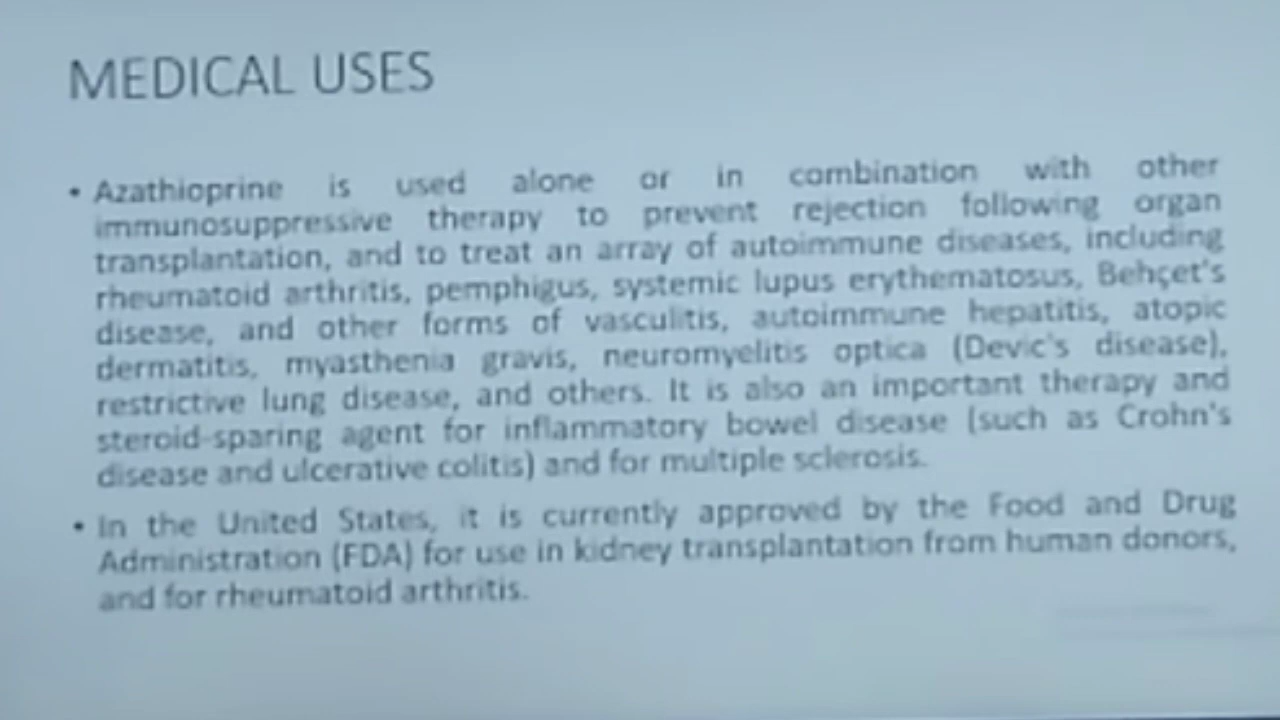 MEDICAL USES
• Azathioprine is used alone or in combination with other
immunosuppressive therapy to prevent rejection following organ
transplantation, and to treat an array of autoimmune diseases, including
rheumatoid arthritis, pemphigus, systemic lupus erythematosus, Behçet's
disease, and other forms of vasculitis, autoimmune hepatitis, atopic
dermatitis, myasthenia gravis, neuromyelitis optica (Devic's disease),
restrictive lung disease, and others. It is also an important therapy and
steroid-sparing agent for inflammatory bowel disease (such as Crohn's
disease and ulcerative colitis) and for multiple sclerosis.
• In the United States, it is currently approved by the Food and Drug
Administration (FDA) for use in kidney transplantation from human donors,
and for rheumatoid arthritis.